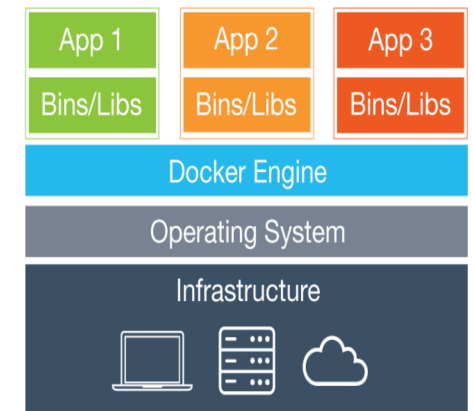 App 1
App 2
App 3
Bins/Libs
Bins/Libs
Bins/Libs
Docker Engine
Operating System
Infrastructure